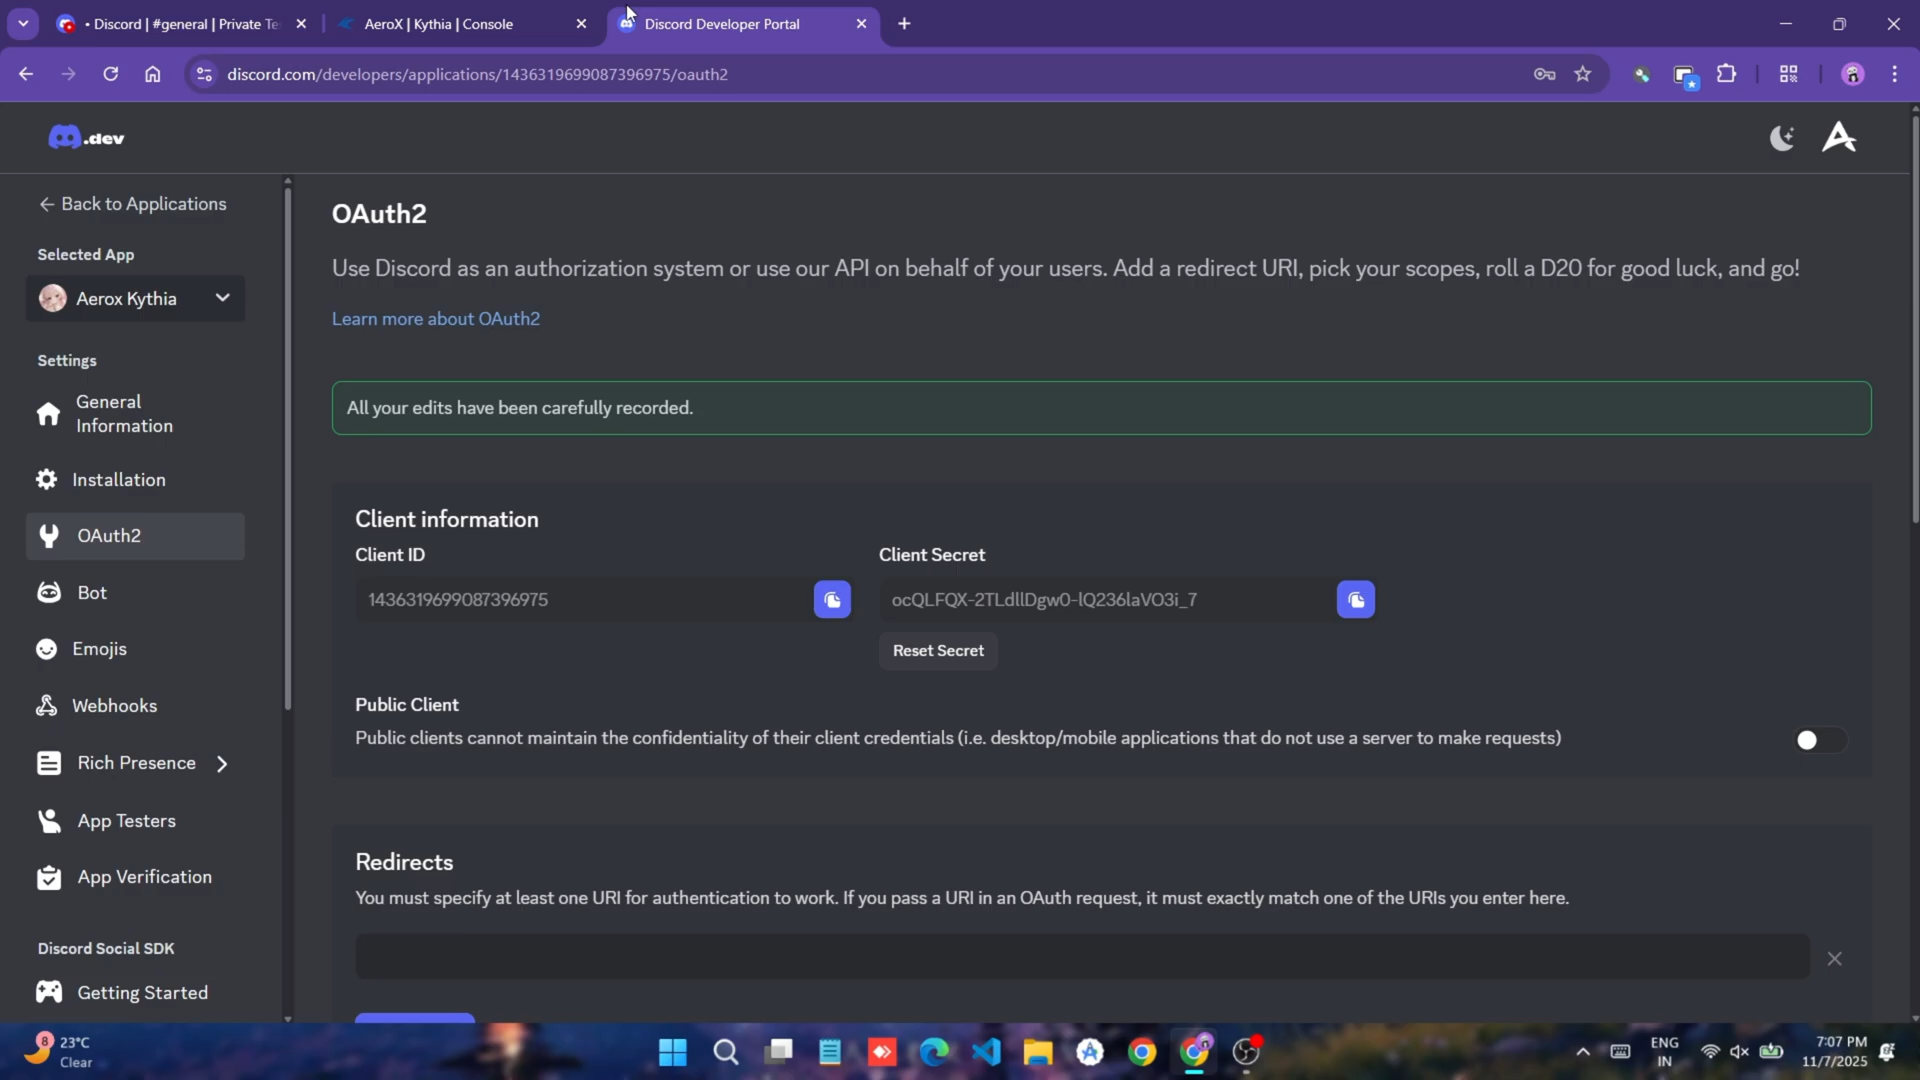 • Discord | #general | Private Te
AeroX | Kythia | Console
Discord Developer Portal
discord.com/developers/applications/1436319699087396975/oauth2
.dev
Back to Applications
Selected App
Aerox Kythia
Settings
General
Information
Installation
OAuth2
Bot
Emojis
Webhooks
Rich Presence
App Testers
App Verification
Discord Social SDK
Getting Started
OAuth2
Use Discord as an authorization system or use our API on behalf of your users. Add a redirect URI, pick your scopes, roll a D20 for good luck, and go!
Learn more about OAuth2
All your edits have been carefully recorded.
Client information
Client ID
Client Secret
1436319699087396975
ocQLFQX-2TLdllDgw0-lQ236laVO3i_7
Reset Secret
Public Client
Public clients cannot maintain the confidentiality of their client credentials (i.e. desktop/mobile applications that do not use a server to make requests)
Redirects
You must specify at least one URI for authentication to work. If you pass a URI in an OAuth request, it must exactly match one of the URIs you enter here.
8
23°C
Clear
ENG
IN
7:07 PM
11/7/2025